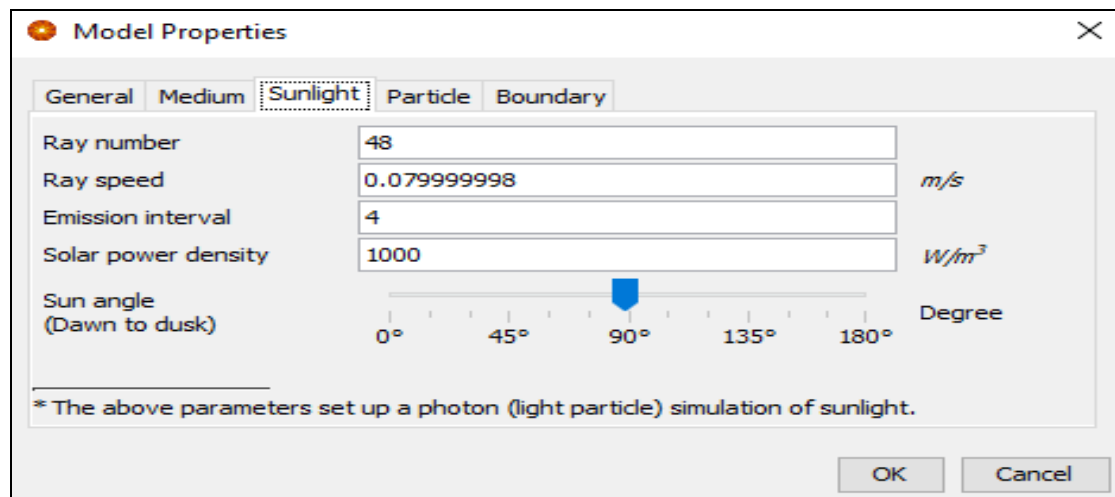 Model Properties
General Medium Sunlight Particle Boundary
Ray number 48
Ray speed 0.079999998 m/s
Emission interval 4
Solar power density 1000 W/m³
Sun angle
(Dawn to dusk)
Degree
0° 45° 90° 135° 180°
* The above parameters set up a photon (light particle) simulation of sunlight.
OK Cancel